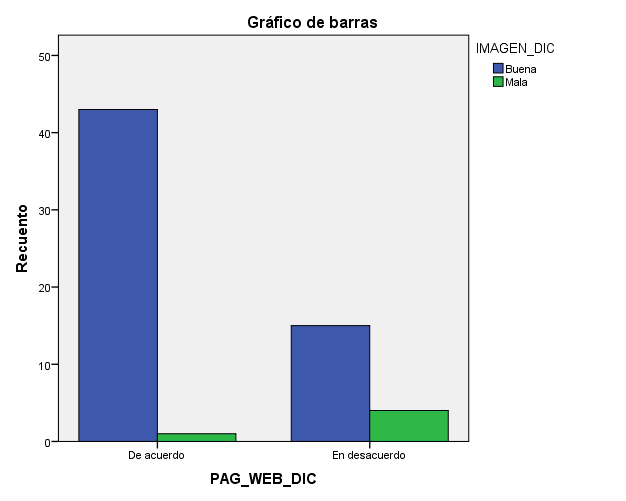 Gráfico de barras
IMAGEN_DIC
Buena
Mala
Recuento
50
40
30
20
10
0
De acuerdo
En desacuerdo
PAG_WEB_DIC